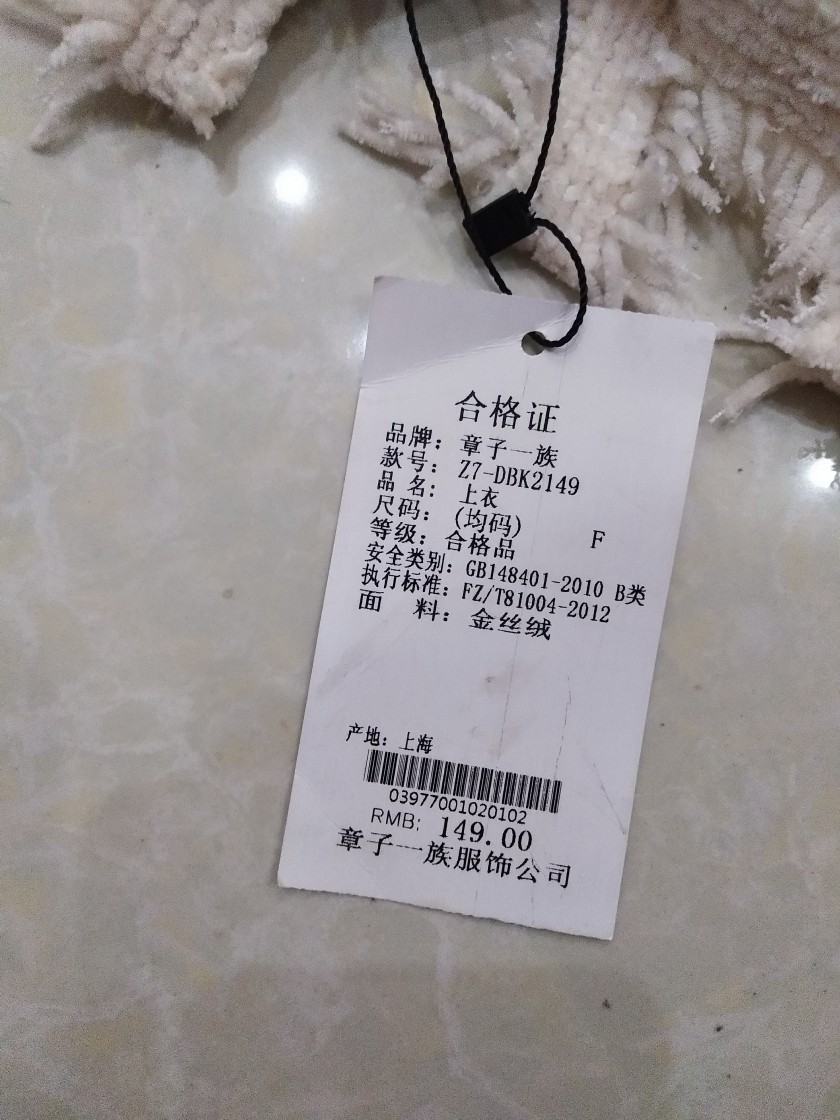 合格证
品牌：章子一族
款号：Z7-DBK2149
品 名：上衣
尺码：(均码) F
等级：合格品
安全类别：GB148401-2010 B类
执行标准：FZ/T81004-2012
面 料：金丝绒
产地：上海
03977001020102
RMB: 149.00
章子一族服饰公司